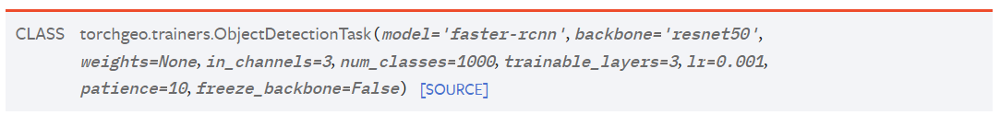 CLASS torchgeo.trainers.ObjectDetectionTask(model='faster-rcnn', backbone='resnet50',
weights=None, in_channels=3, num_classes=1000, trainable_layers=3, lr=0.001,
patience=10, freeze_backbone=False) [SOURCE]